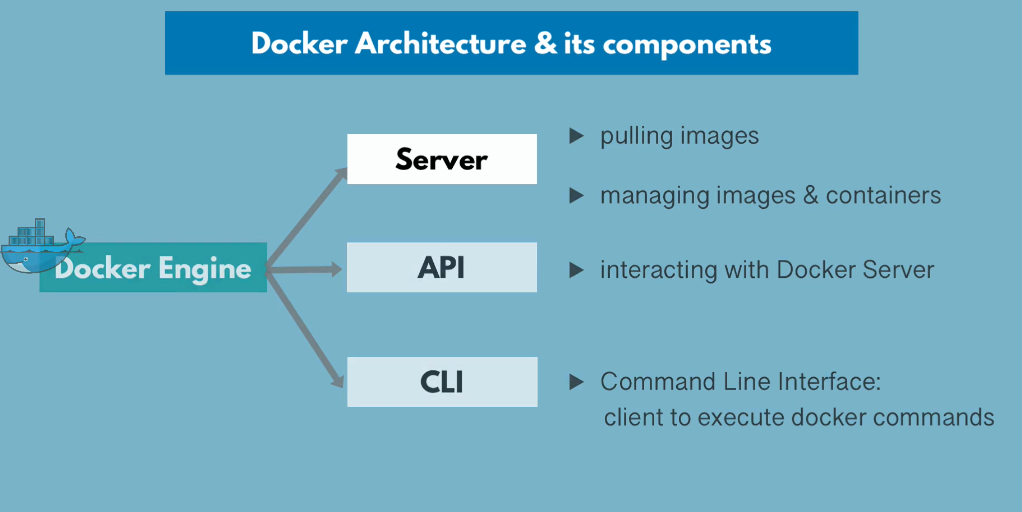 Docker Architecture & its components
Docker Engine
Server
pulling images
managing images & containers
API
interacting with Docker Server
CLI
Command Line Interface:
client to execute docker commands